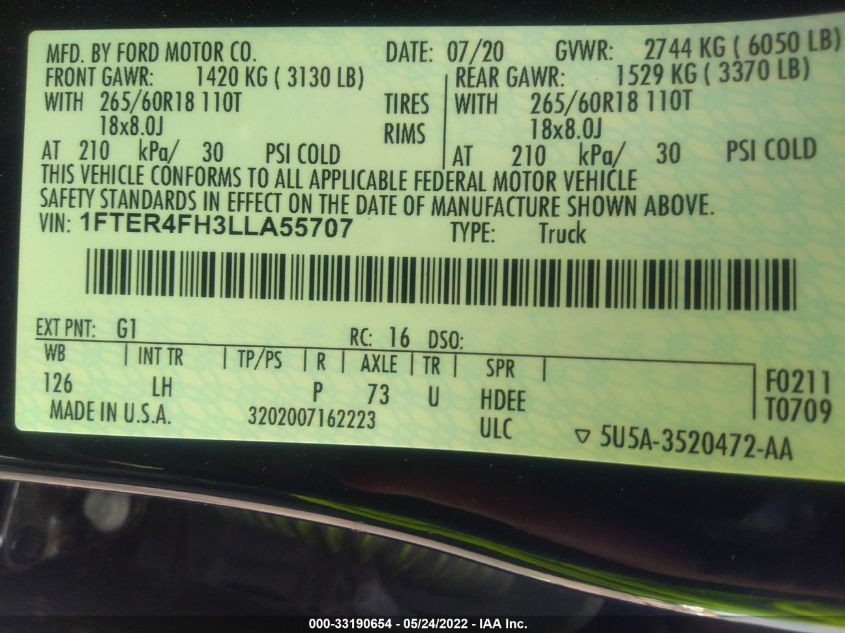 MFD. BY FORD MOTOR CO. DATE: 07/20 GVWR: 2744 KG ( 6050 LB)
FRONT GAWR: 1420 KG ( 3130 LB) REAR GAWR: 1529 KG ( 3370 LB)
WITH 265/60R18 110T TIRES WITH 265/60R18 110T
18x8.0J RIMS 18x8.0J
AT 210 kPa/ 30 PSI COLD AT 210 kPa/ 30 PSI COLD
THIS VEHICLE CONFORMS TO ALL APPLICABLE FEDERAL MOTOR VEHICLE
SAFETY STANDARDS IN EFFECT ON THE DATE OF MANUFACTURE SHOWN ABOVE.
VIN: 1FTER4FH3LLA55707 TYPE: Truck
EXT PNT: G1 RC: 16 DSO:
WB INT TR TP/PS R AXLE TR SPR
126 LH P 73 U HDEE F0211
MADE IN U.S.A. 3202007162223 ULC T0709
5U5A-3520472-AA
000-33190654 - 05/24/2022 - IAA Inc.